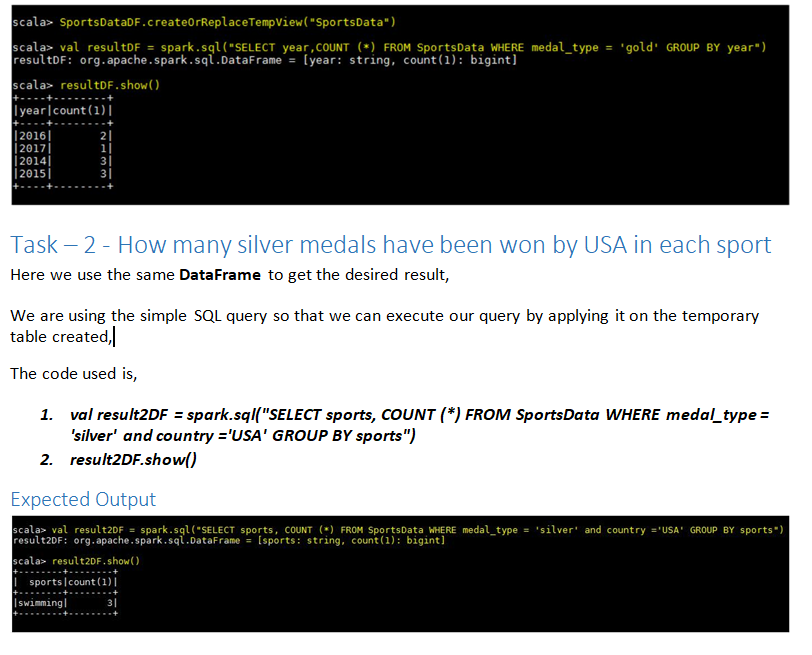 scala> SportsDataDF.createOrReplaceTempView("SportsData")
scala> val resultDF = spark.sql("SELECT year,COUNT (*) FROM SportsData WHERE medal_type = 'gold' GROUP BY year")
resultDF: org.apache.spark.sql.DataFrame = [year: string, count(1): bigint]
scala> resultDF.show()
+----+--------+
|year|count(1)|
+----+--------+
|2016|       2|
|2017|       1|
|2014|       3|
|2015|       3|
+----+--------+
Task – 2 - How many silver medals have been won by USA in each sport
Here we use the same DataFrame to get the desired result,
We are using the simple SQL query so that we can execute our query by applying it on the temporary
table created,
The code used is,
1. val result2DF = spark.sql("SELECT sports, COUNT (*) FROM SportsData WHERE medal_type =
'silver' and country ='USA' GROUP BY sports")
2. result2DF.show()
Expected Output
scala> val result2DF = spark.sql("SELECT sports, COUNT (*) FROM SportsData WHERE medal_type = 'silver' and country ='USA' GROUP BY sports")
result2DF: org.apache.spark.sql.DataFrame = [sports: string, count(1): bigint]
scala> result2DF.show()
+--------+--------+
|  sports|count(1)|
+--------+--------+
|swimming|       3|
+--------+--------+